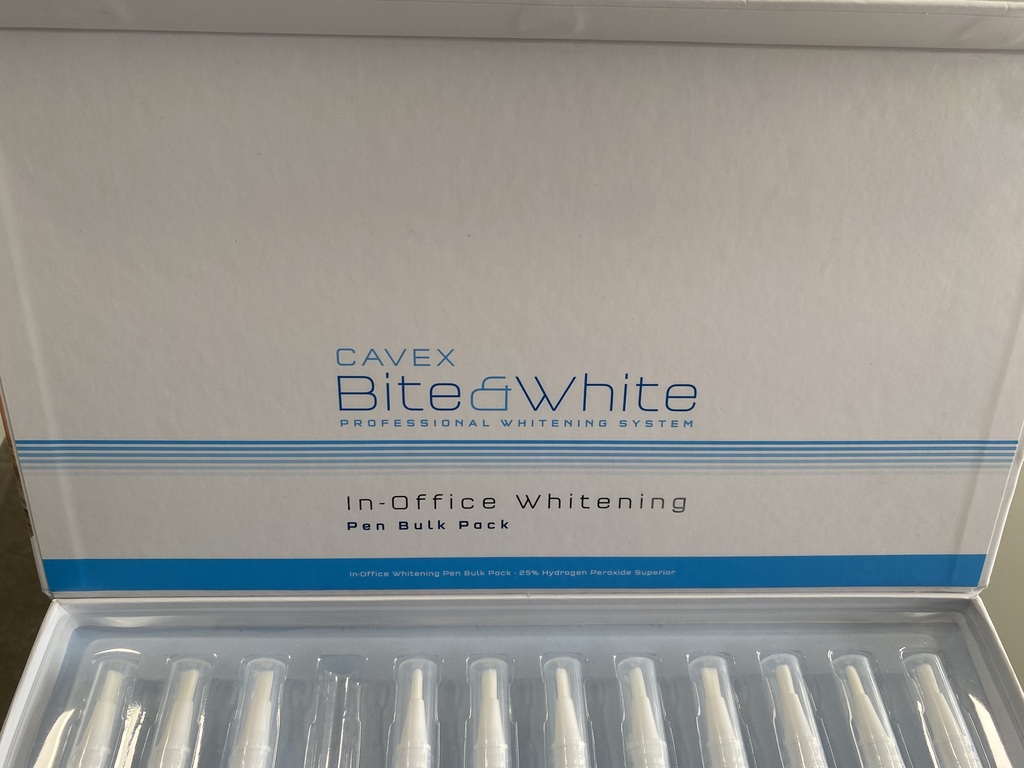 CAVEX
Bite&White
PROFESSIONAL WHITENING SYSTEM
In-Office Whitening
Pen Bulk Pack
In-Office Whitening Pen Bulk Pack - 25% Hydrogen Peroxide Superior